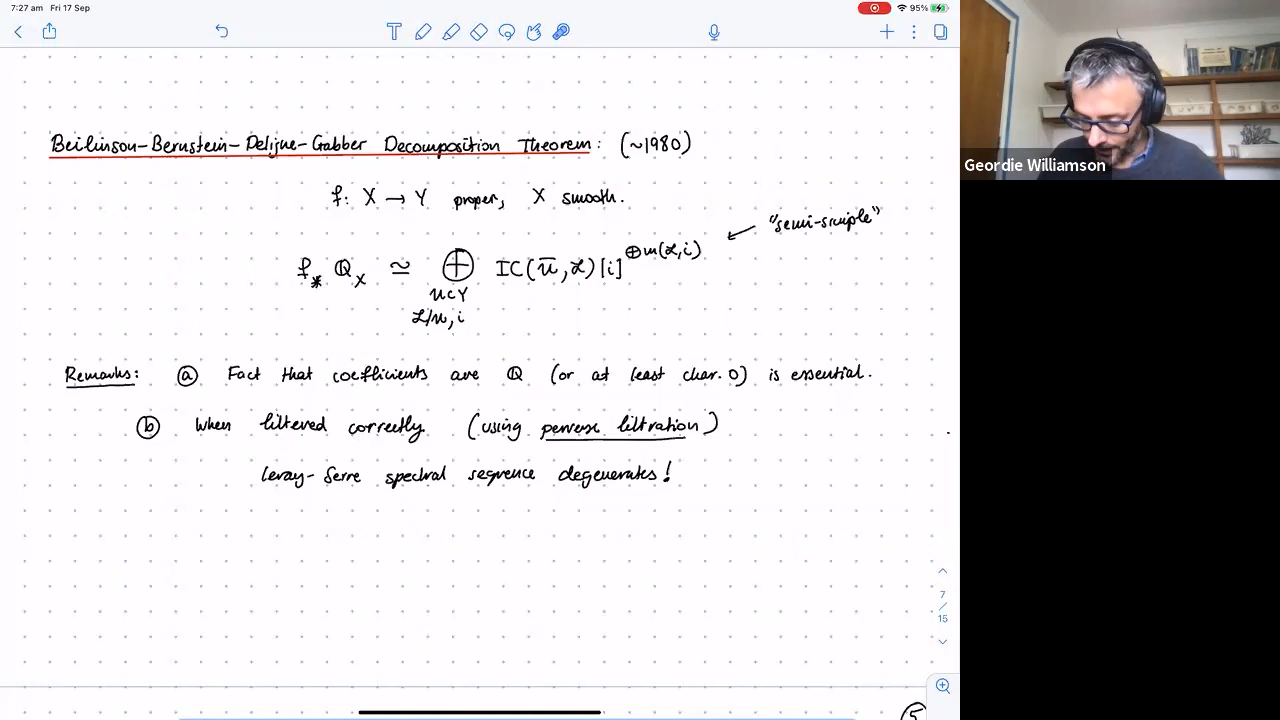 7:27 am Fri 17 Sep
95%
Beilinson-Bernstein-Delijne-Gabber Decomposition Theorem: (~1980)
f: X → Y proper, X smooth.
"semi-simple"
f_* ℚ_X ≃ ⊕ IC(ū, ℒ)[i]^{⊕m(ℒ,i)}
u⊂Y
ℒ/u, i
Remarks: ⓐ Fact that coefficients are ℚ (or at least char. 0) is essential.
ⓑ When filtered correctly (using perverse filtration)
Leray-Serre spectral sequence degenerates!
Geordie Williamson
7
/
15
5